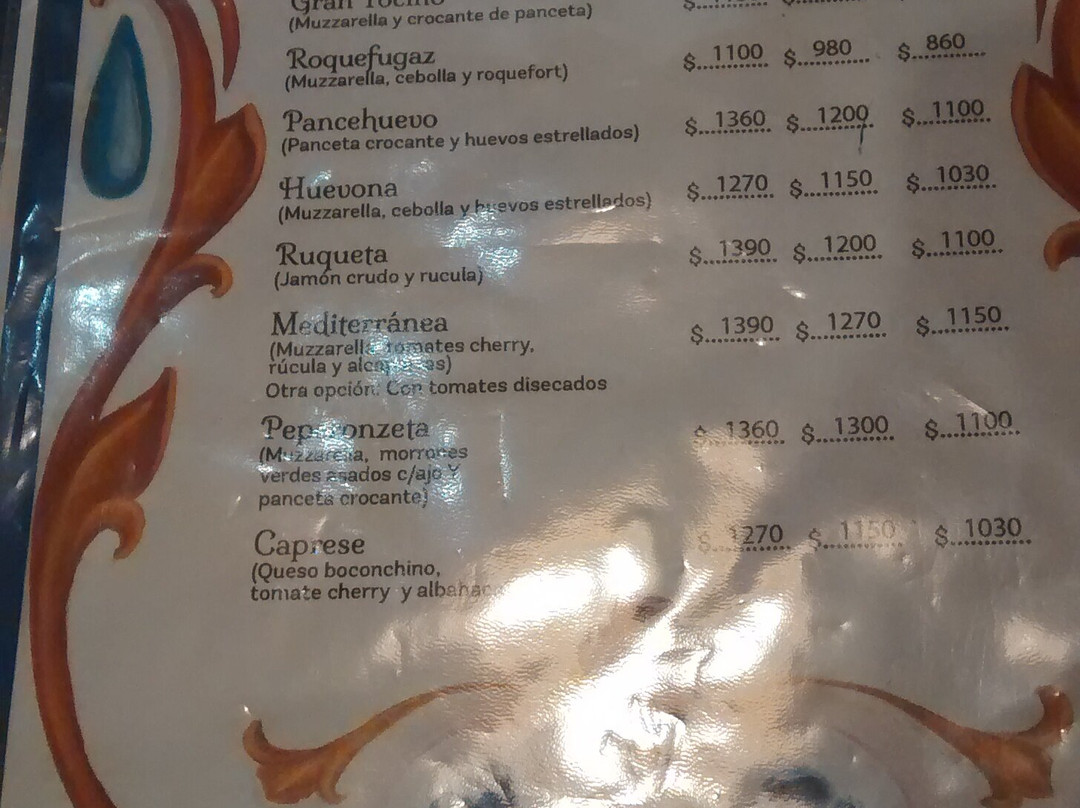 Gran Tocino
(Muzzarella y crocante de panceta)
Roquefugaz $ 1100 $ 980 $ 860
(Muzzarella, cebolla y roquefort)
Pancehuevo $ 1360 $ 1200 $ 1100
(Panceta crocante y huevos estrellados)
Huevona $ 1270 $ 1150 $ 1030
(Muzzarella, cebolla y huevos estrellados)
Ruqueta $ 1390 $ 1200 $ 1100
(Jamón crudo y rucula)
Mediterránea $ 1390 $ 1270 $ 1150
(Muzzarella tomates cherry,
rúcula y
Otra opción: Con tomates disecados
$ 1360 $ 1300 $ 1100
(Muzzarella, morrones
verdes asados c/ajo Y
panceta crocante)
Caprese $ 1270 $ 1150 $ 1030
(Queso boconchino,
tomate cherry y